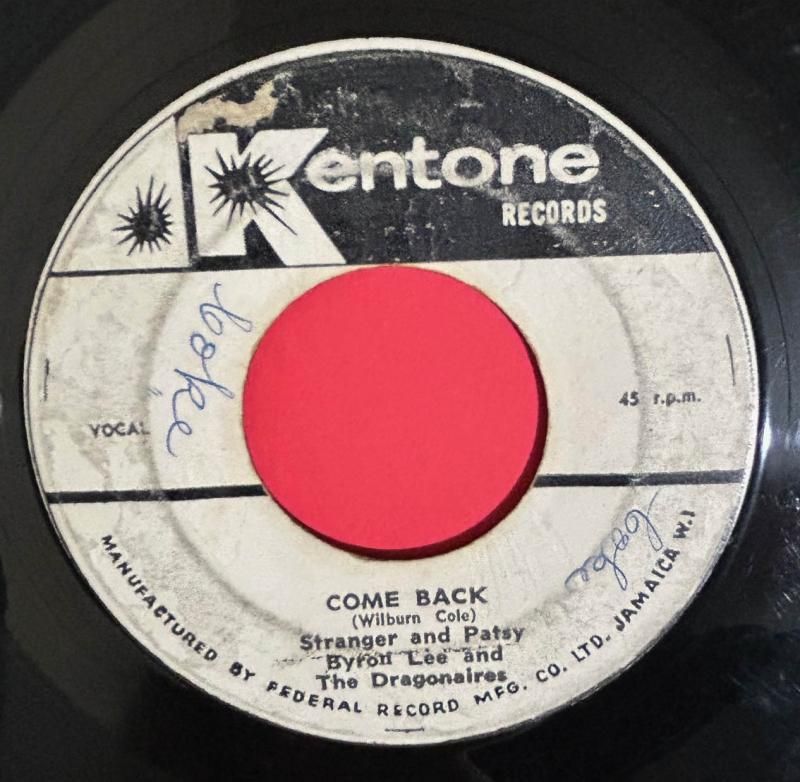 Kentone
RECORDS
VOCAL
45 r.p.m.
COME BACK
(Wilburn Cole)
Stranger and Patsy
Byron Lee and
The Dragonaires
MANUFACTURED BY FEDERAL RECORD MFG. CO. LTD. JAMAICA W.I